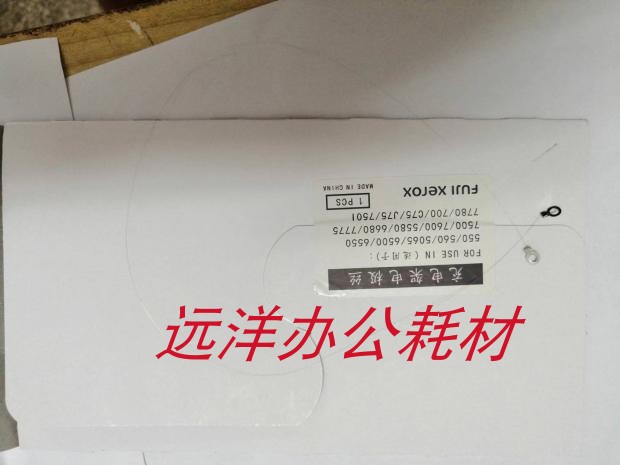 充电架电极丝
FOR USE IN (适用于):
550/560/5065/6500/6550
7500/7600/5580/6680/7775
7780/700/C75/J75/7501
1 PCS
FUJI XEROX
MADE IN CHINA
远洋办公耗材